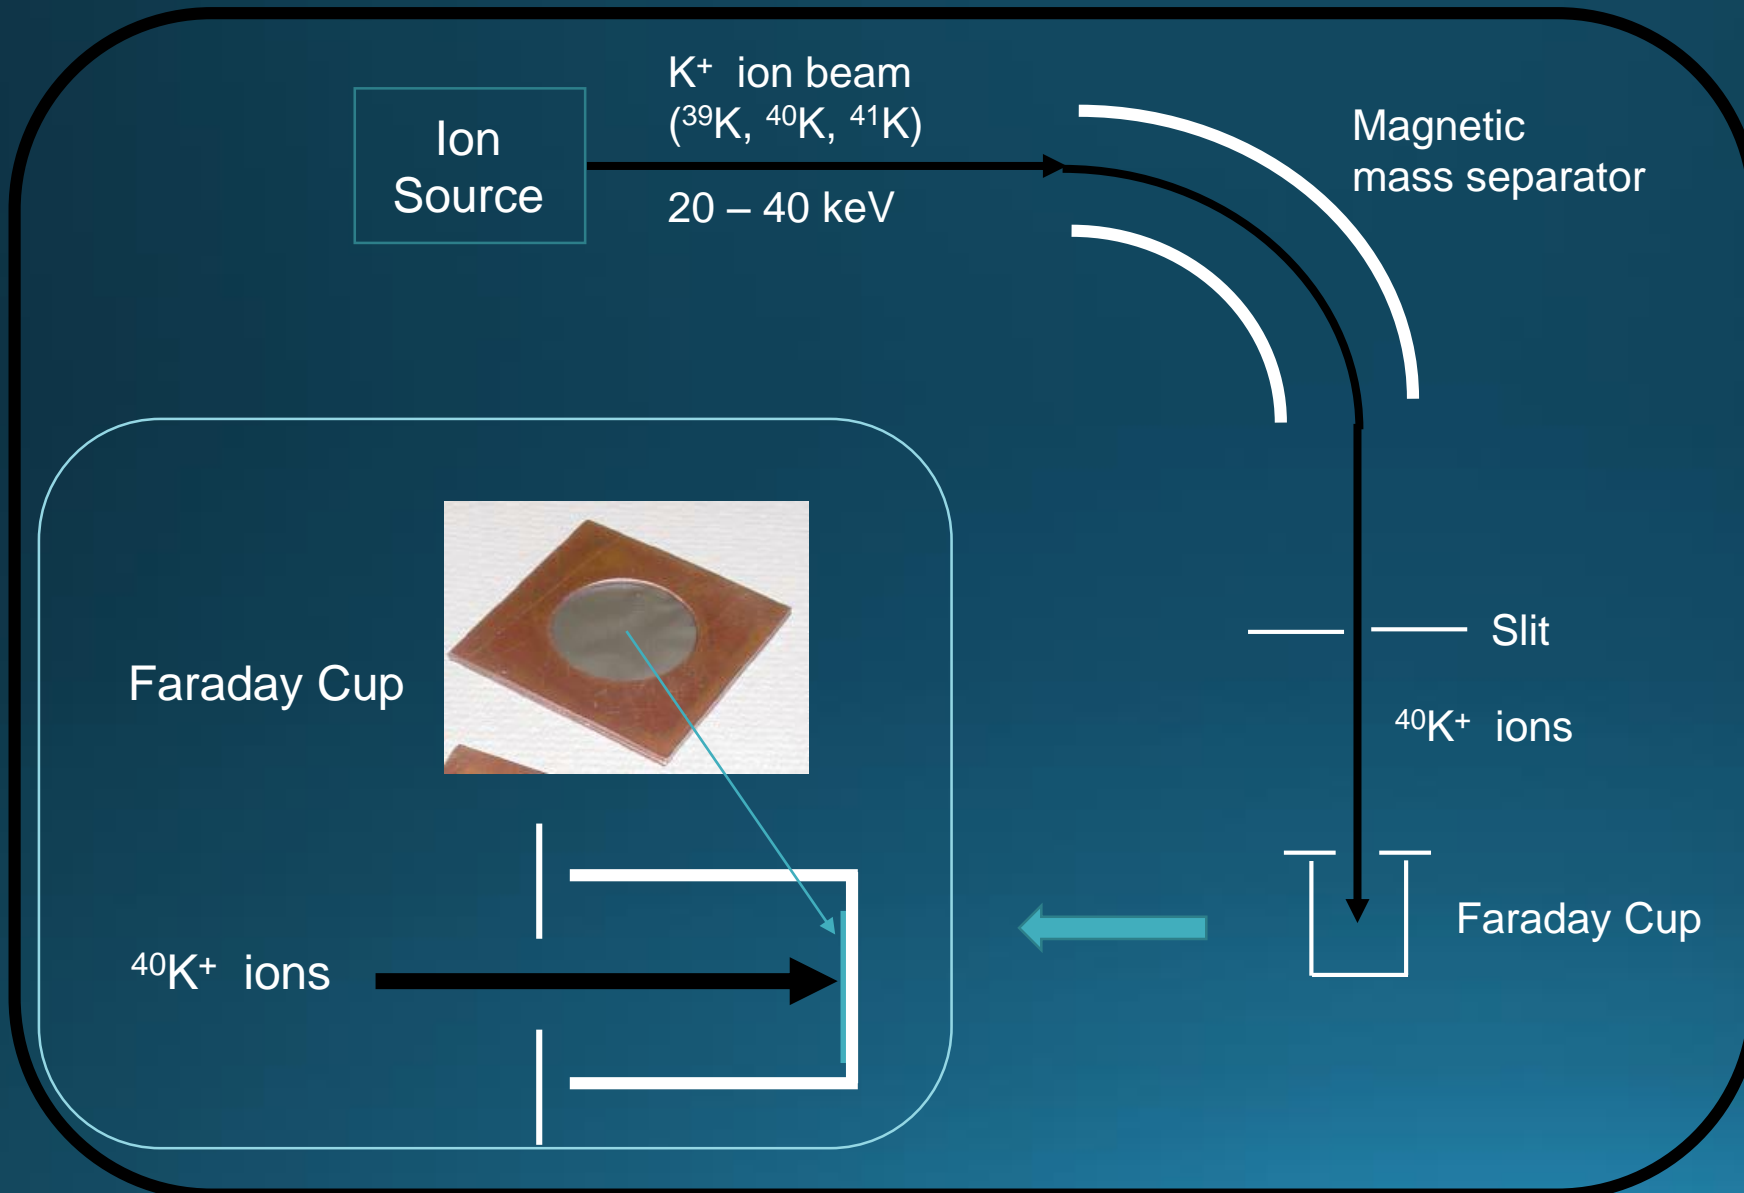 Ion
Source
K⁺ ion beam
(³⁹K, ⁴⁰K, ⁴¹K)
20 – 40 keV
Magnetic
mass separator
Slit
⁴⁰K⁺ ions
Faraday Cup
Faraday Cup
⁴⁰K⁺ ions